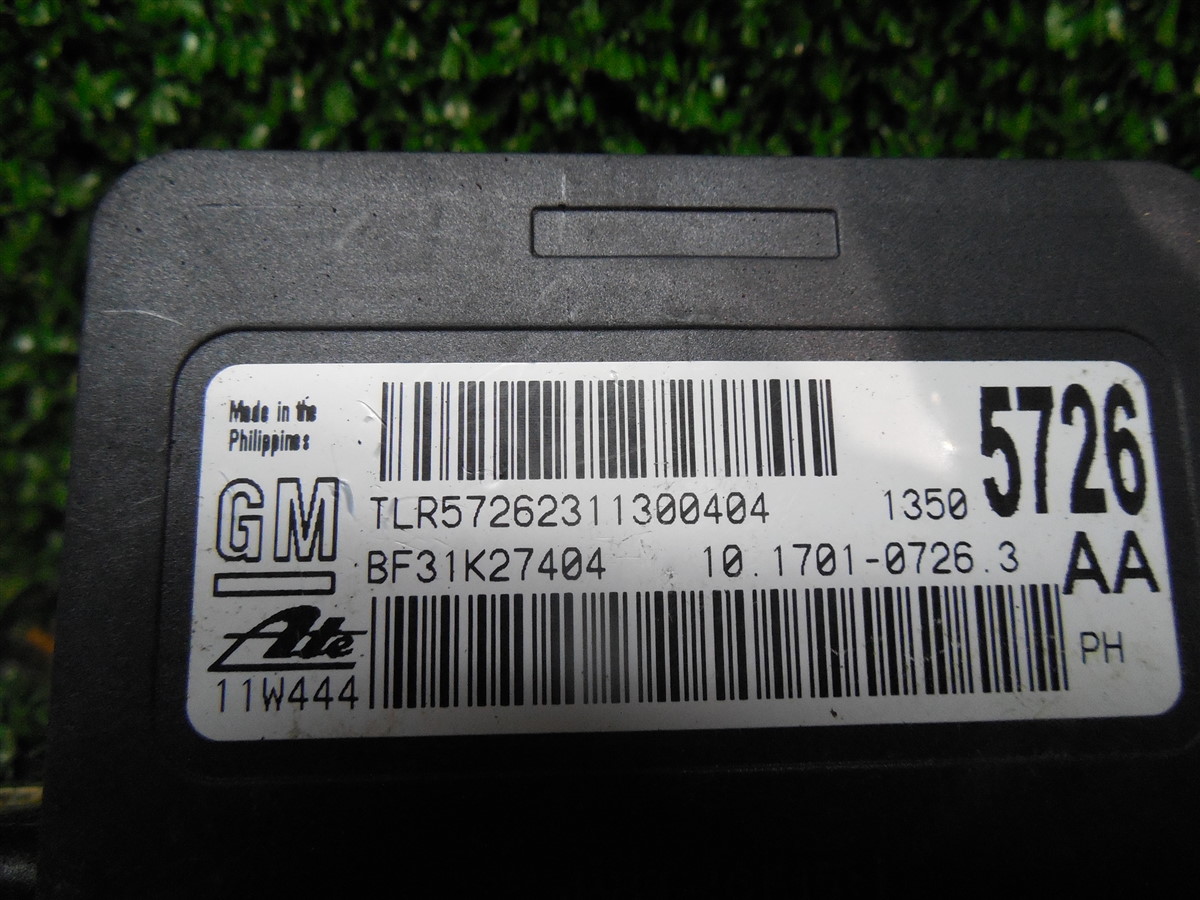 Made in the
Philippines
5726
GM
TLR57262311300404
1350
BF31K27404
10.1701-0726.3
AA
Ate
PH
11W444